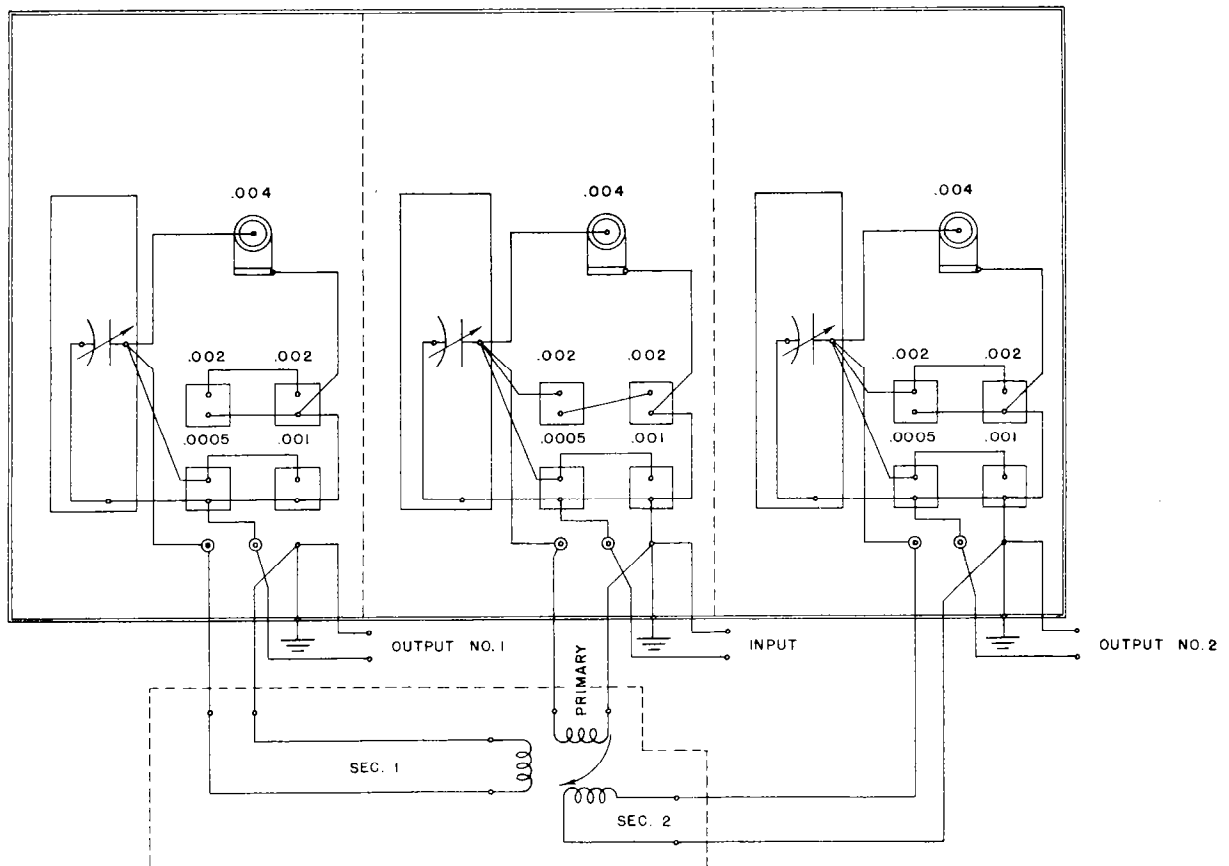 .004 .004 .004
.002 .002 .002 .002 .002 .002
.0005 .001 .0005 .001 .0005 .001
OUTPUT NO. 1
INPUT
OUTPUT NO. 2
PRIMARY
SEC. 1
SEC. 2